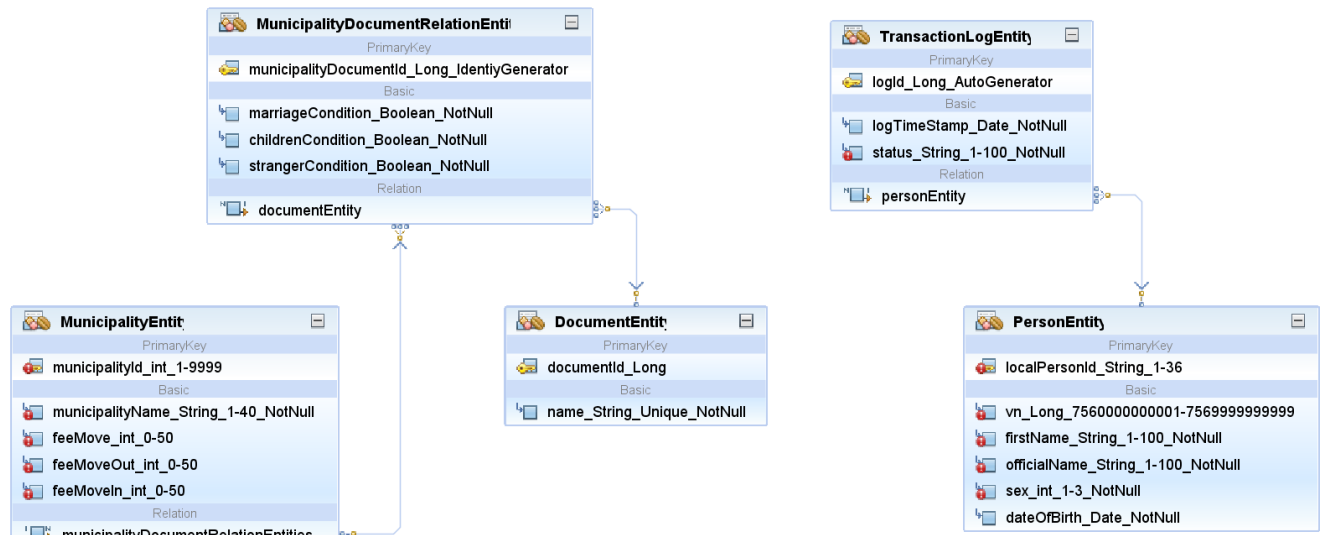 MunicipalityDocumentRelationEnti
PrimaryKey
municipalityDocumentId_Long_IdentiyGenerator
Basic
marriageCondition_Boolean_NotNull
childrenCondition_Boolean_NotNull
strangerCondition_Boolean_NotNull
Relation
documentEntity
TransactionLogEntity
PrimaryKey
logId_Long_AutoGenerator
Basic
logTimeStamp_Date_NotNull
status_String_1-100_NotNull
Relation
personEntity
MunicipalityEntit
PrimaryKey
municipalityId_int_1-9999
Basic
municipalityName_String_1-40_NotNull
feeMove_int_0-50
feeMoveOut_int_0-50
feeMoveIn_int_0-50
Relation
municipalityDocumentRelationEntities
DocumentEntity
PrimaryKey
documentId_Long
Basic
name_String_Unique_NotNull
PersonEntity
PrimaryKey
localPersonId_String_1-36
Basic
vn_Long_7560000000001-7569999999999
firstName_String_1-100_NotNull
officialName_String_1-100_NotNull
sex_int_1-3_NotNull
dateOfBirth_Date_NotNull